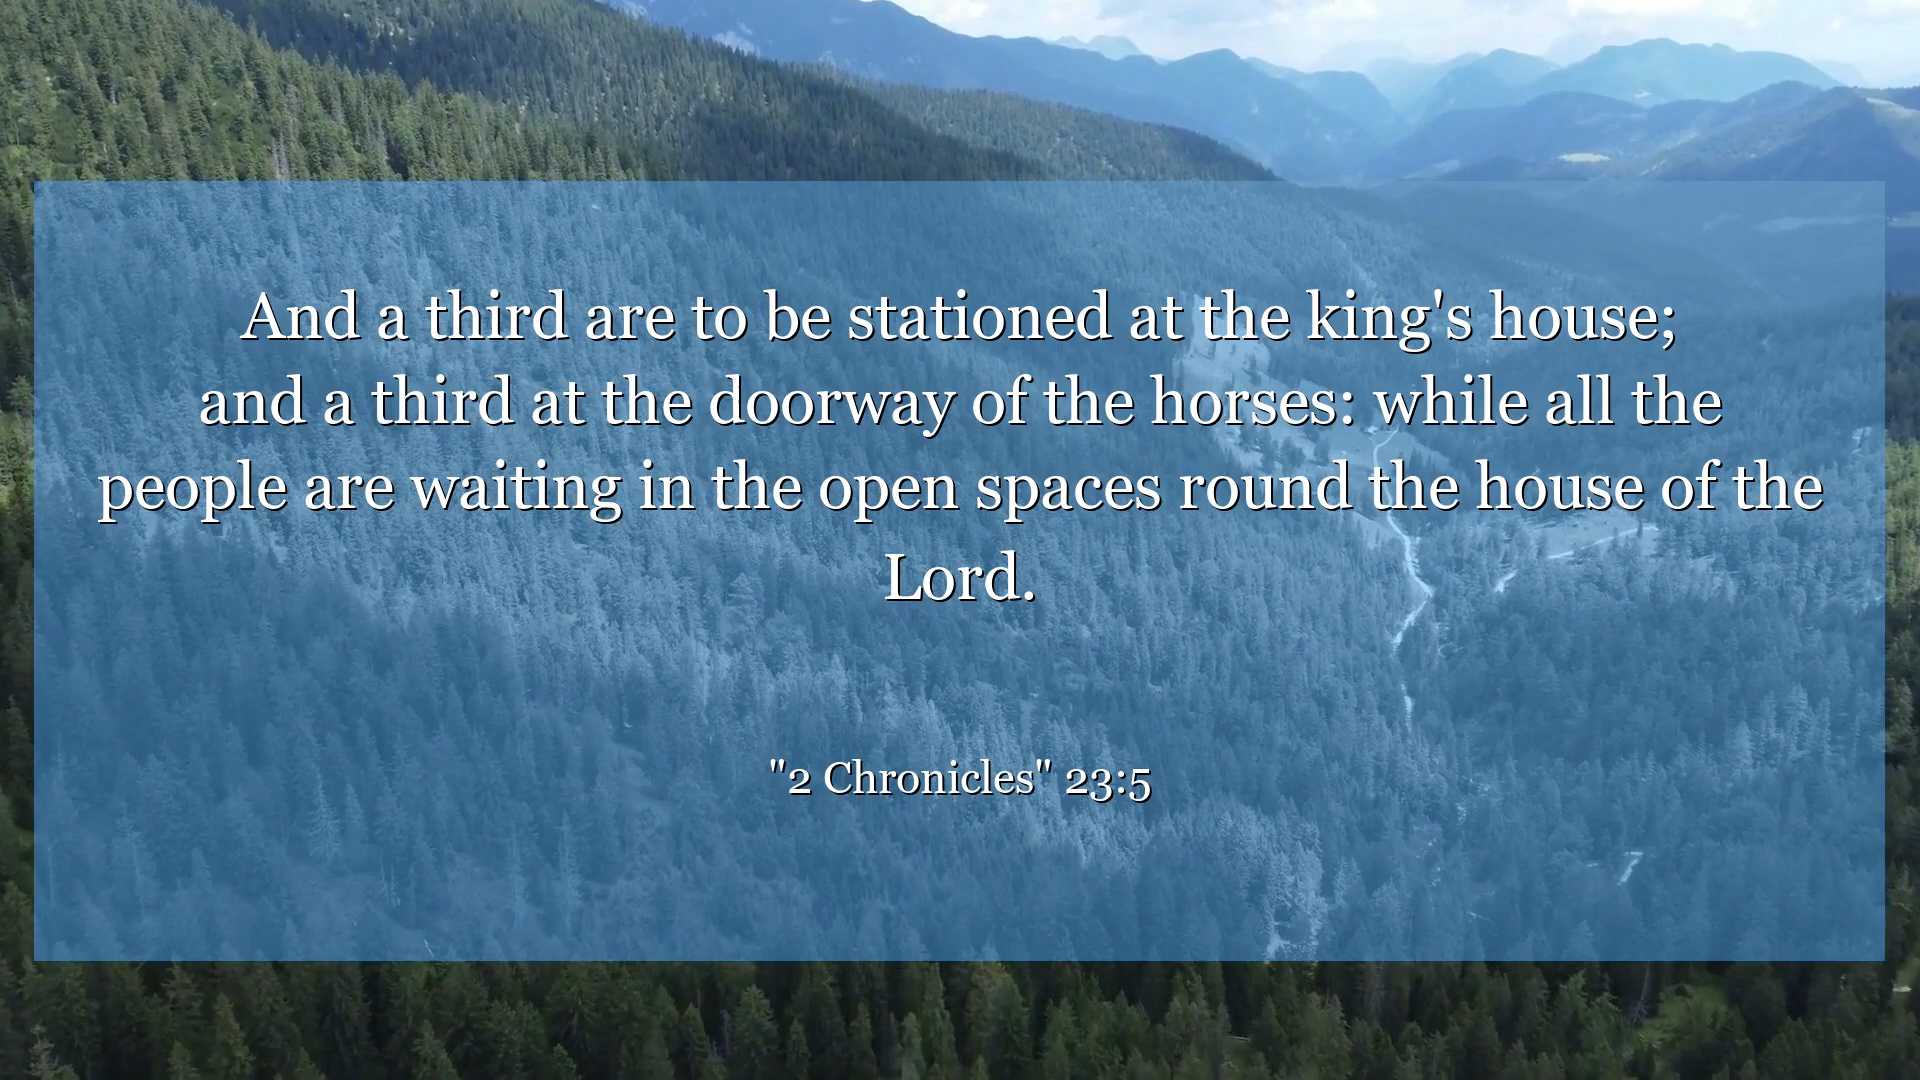 And a third are to be stationed at the king's house;
and a third at the doorway of the horses: while all the
people are waiting in the open spaces round the house of the
Lord.
"2 Chronicles" 23:5